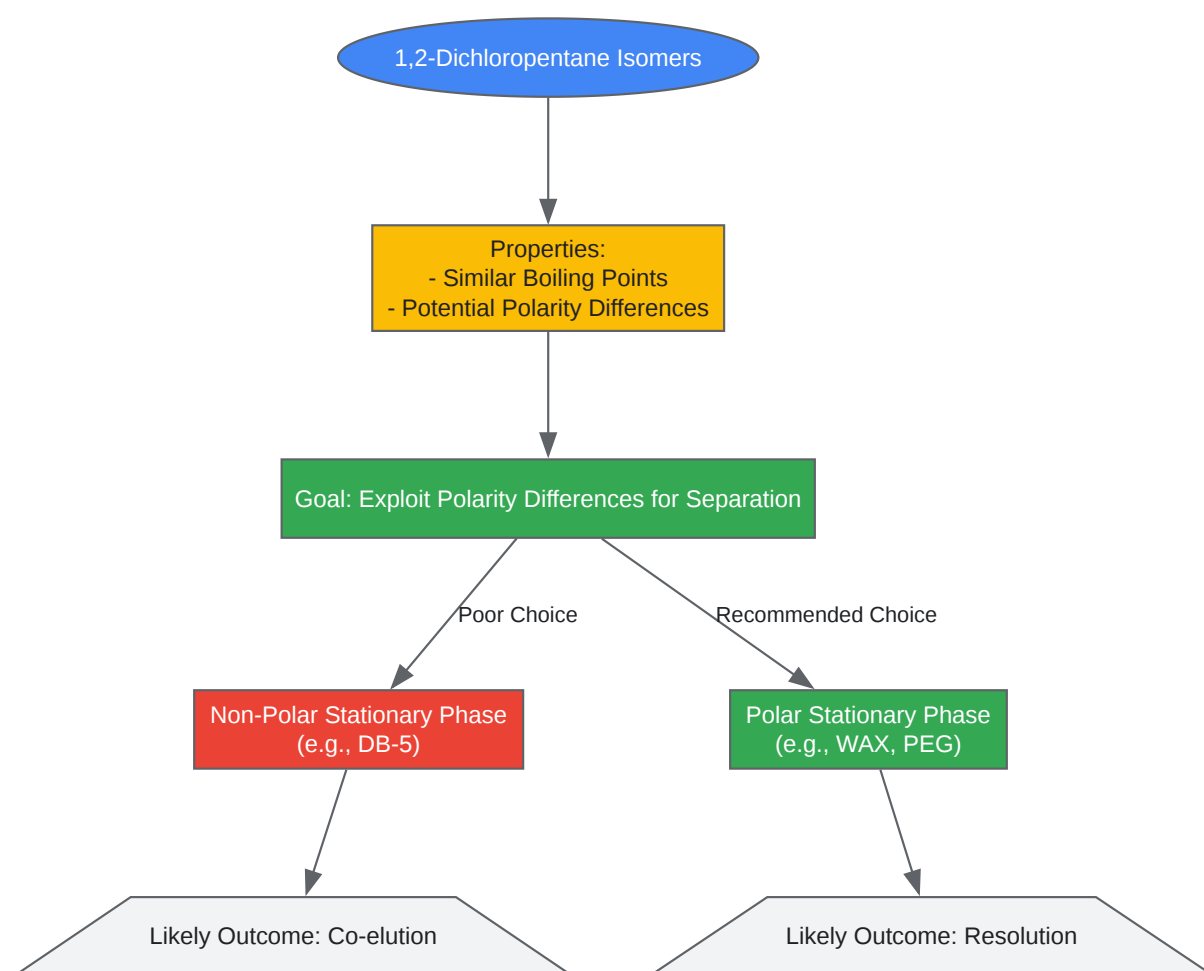 1,2-Dichloropentane Isomers
Properties:
- Similar Boiling Points
- Potential Polarity Differences
Goal: Exploit Polarity Differences for Separation
Poor Choice
Recommended Choice
Non-Polar Stationary Phase
(e.g., DB-5)
Polar Stationary Phase
(e.g., WAX, PEG)
Likely Outcome: Co-elution
Likely Outcome: Resolution